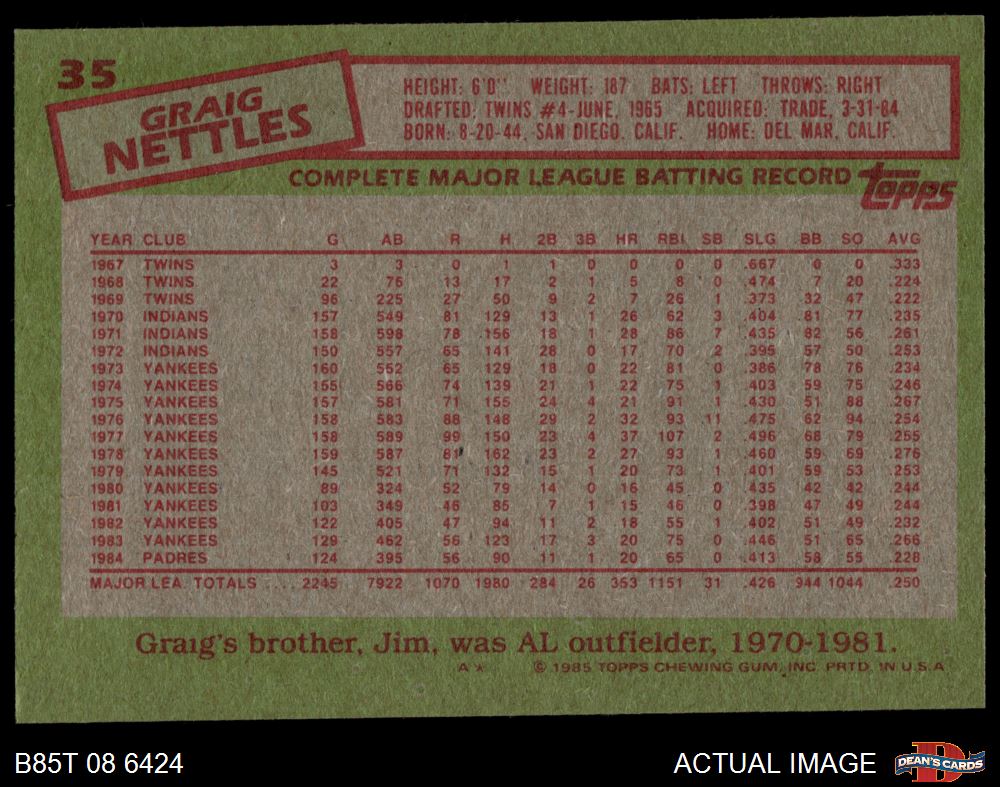 35
GRAIG
NETTLES
HEIGHT: 6'0" WEIGHT: 187 BATS: LEFT THROWS: RIGHT
DRAFTED: TWINS #4-JUNE, 1965 ACQUIRED: TRADE, 3-31-84
BORN: 8-20-44, SAN DIEGO, CALIF. HOME: DEL MAR, CALIF.
COMPLETE MAJOR LEAGUE BATTING RECORD topps
YEAR CLUB G AB R H 2B 3B HR RBI SB SLG BB SO AVG
1967 TWINS 3 3 0 1 1 0 0 0 0 .667 0 0 .333
1968 TWINS 22 76 13 17 2 1 5 8 0 .474 7 20 .224
1969 TWINS 96 225 27 50 9 2 7 26 1 .373 32 47 .222
1970 INDIANS 157 549 81 129 13 1 26 62 3 .404 81 77 .235
1971 INDIANS 158 598 78 156 18 1 28 86 7 .435 82 56 .261
1972 INDIANS 150 557 65 141 28 0 17 70 2 .395 57 50 .253
1973 YANKEES 160 552 65 129 18 0 22 81 0 .386 78 76 .234
1974 YANKEES 155 566 74 139 21 1 22 75 1 .403 59 75 .246
1975 YANKEES 157 581 71 155 24 4 21 91 1 .430 51 88 .267
1976 YANKEES 158 583 88 148 29 2 32 93 11 .475 62 94 .254
1977 YANKEES 158 589 99 150 23 4 37 107 2 .496 68 79 .255
1978 YANKEES 159 587 81 162 23 2 27 93 1 .460 59 69 .276
1979 YANKEES 145 521 71 132 15 1 20 73 1 .401 59 53 .253
1980 YANKEES 89 324 52 79 14 0 16 45 0 .435 42 42 .244
1981 YANKEES 103 349 46 85 7 1 15 46 0 .398 47 49 .244
1982 YANKEES 122 405 47 94 11 2 18 55 1 .402 51 49 .232
1983 YANKEES 129 462 56 123 17 3 20 75 0 .446 51 65 .266
1984 PADRES 124 395 56 90 11 1 20 65 0 .413 58 55 .228
MAJOR LEA. TOTALS .... 2245 7922 1070 1980 284 26 353 1151 31 .426 944 1044 .250
Graig's brother, Jim, was AL outfielder, 1970-1981.
A★ © 1985 TOPPS CHEWING GUM, INC. PRTD. IN U.S.A.
B85T 08 6424 ACTUAL IMAGE DEAN'S CARDS